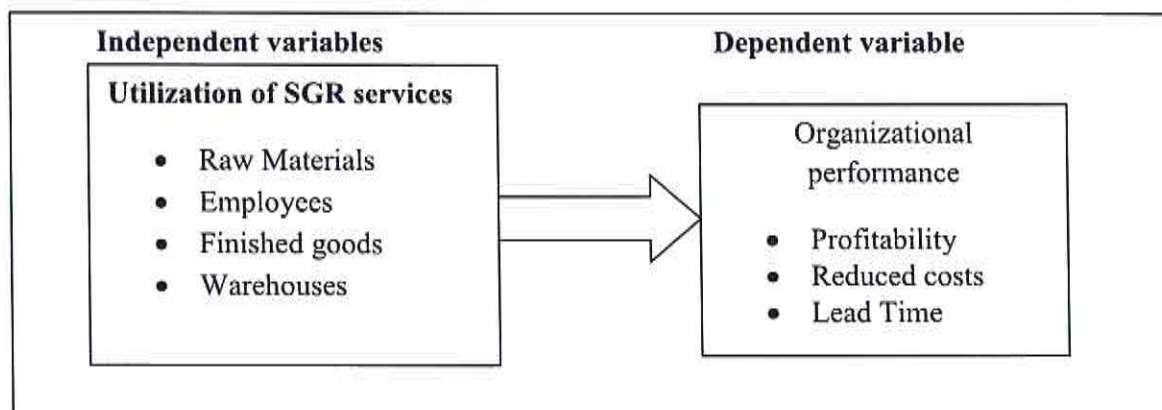 Independent variables
Dependent variable
Utilization of SGR services
• Raw Materials
• Employees
• Finished goods
• Warehouses
Organizational
performance
• Profitability
• Reduced costs
• Lead Time